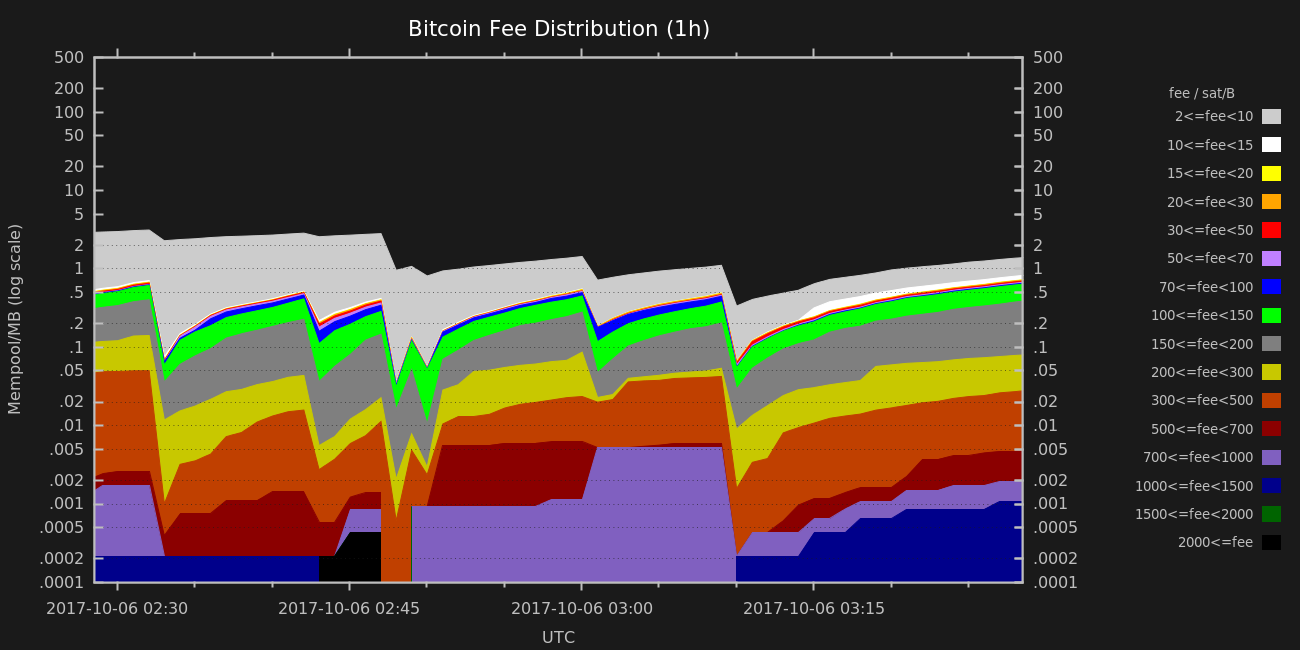 Bitcoin Fee Distribution (1h)
500 500
200 200
100 100
50 50
20 20
10 10
5 5
2 2
1 1
.5 .5
.2 .2
.1 .1
.05 .05
.02 .02
.01 .01
.005 .005
.002 .002
.001 .001
.0005 .0005
.0002 .0002
.0001 .0001
Mempool/MB (log scale)
2017-10-06 02:30 2017-10-06 02:45 2017-10-06 03:00 2017-10-06 03:15
UTC
fee / sat/B
2<=fee<10
10<=fee<15
15<=fee<20
20<=fee<30
30<=fee<50
50<=fee<70
70<=fee<100
100<=fee<150
150<=fee<200
200<=fee<300
300<=fee<500
500<=fee<700
700<=fee<1000
1000<=fee<1500
1500<=fee<2000
2000<=fee